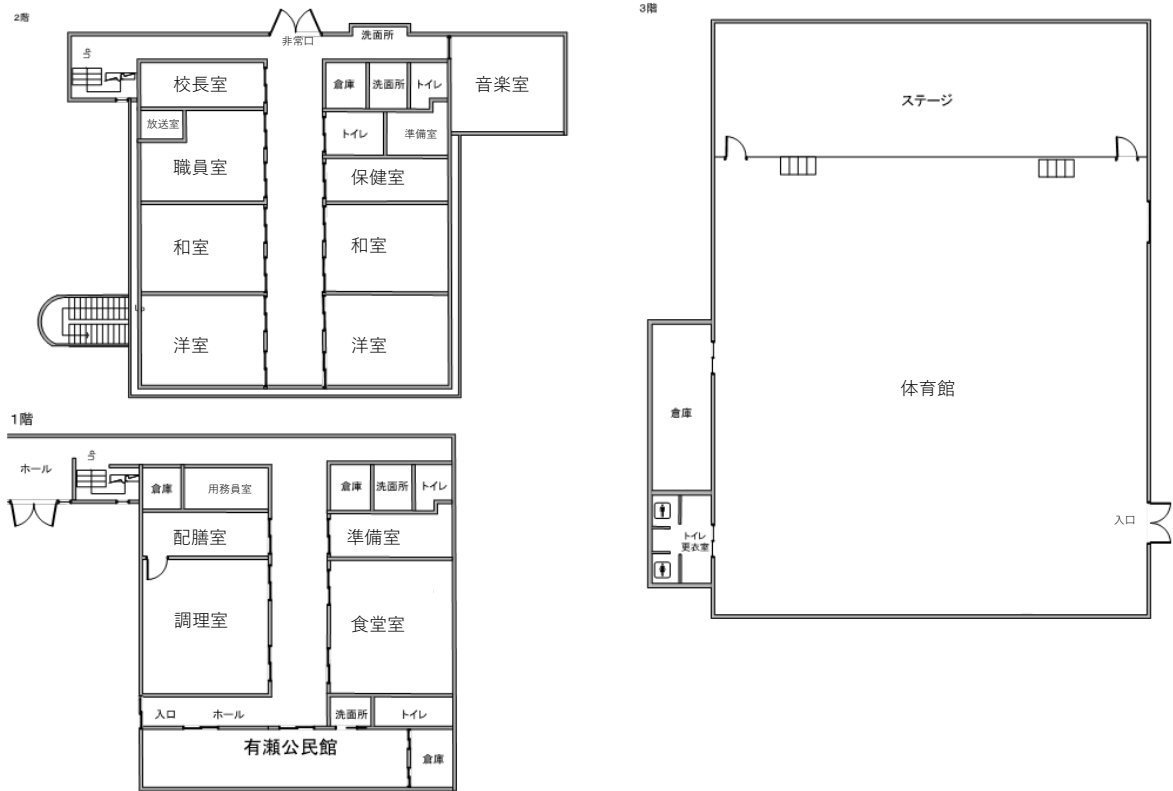 2階
非常口
洗面所
Up
校長室
倉庫
洗面所
トイレ
音楽室
放送室
トイレ
準備室
職員室
保健室
和室
和室
Up
洋室
洋室
1階
ホール
Up
倉庫
用務員室
倉庫
洗面所
トイレ
配膳室
準備室
調理室
食堂室
入口
ホール
洗面所
トイレ
有瀬公民館
倉庫
3階
ステージ
体育館
倉庫
入口
トイレ
更衣室